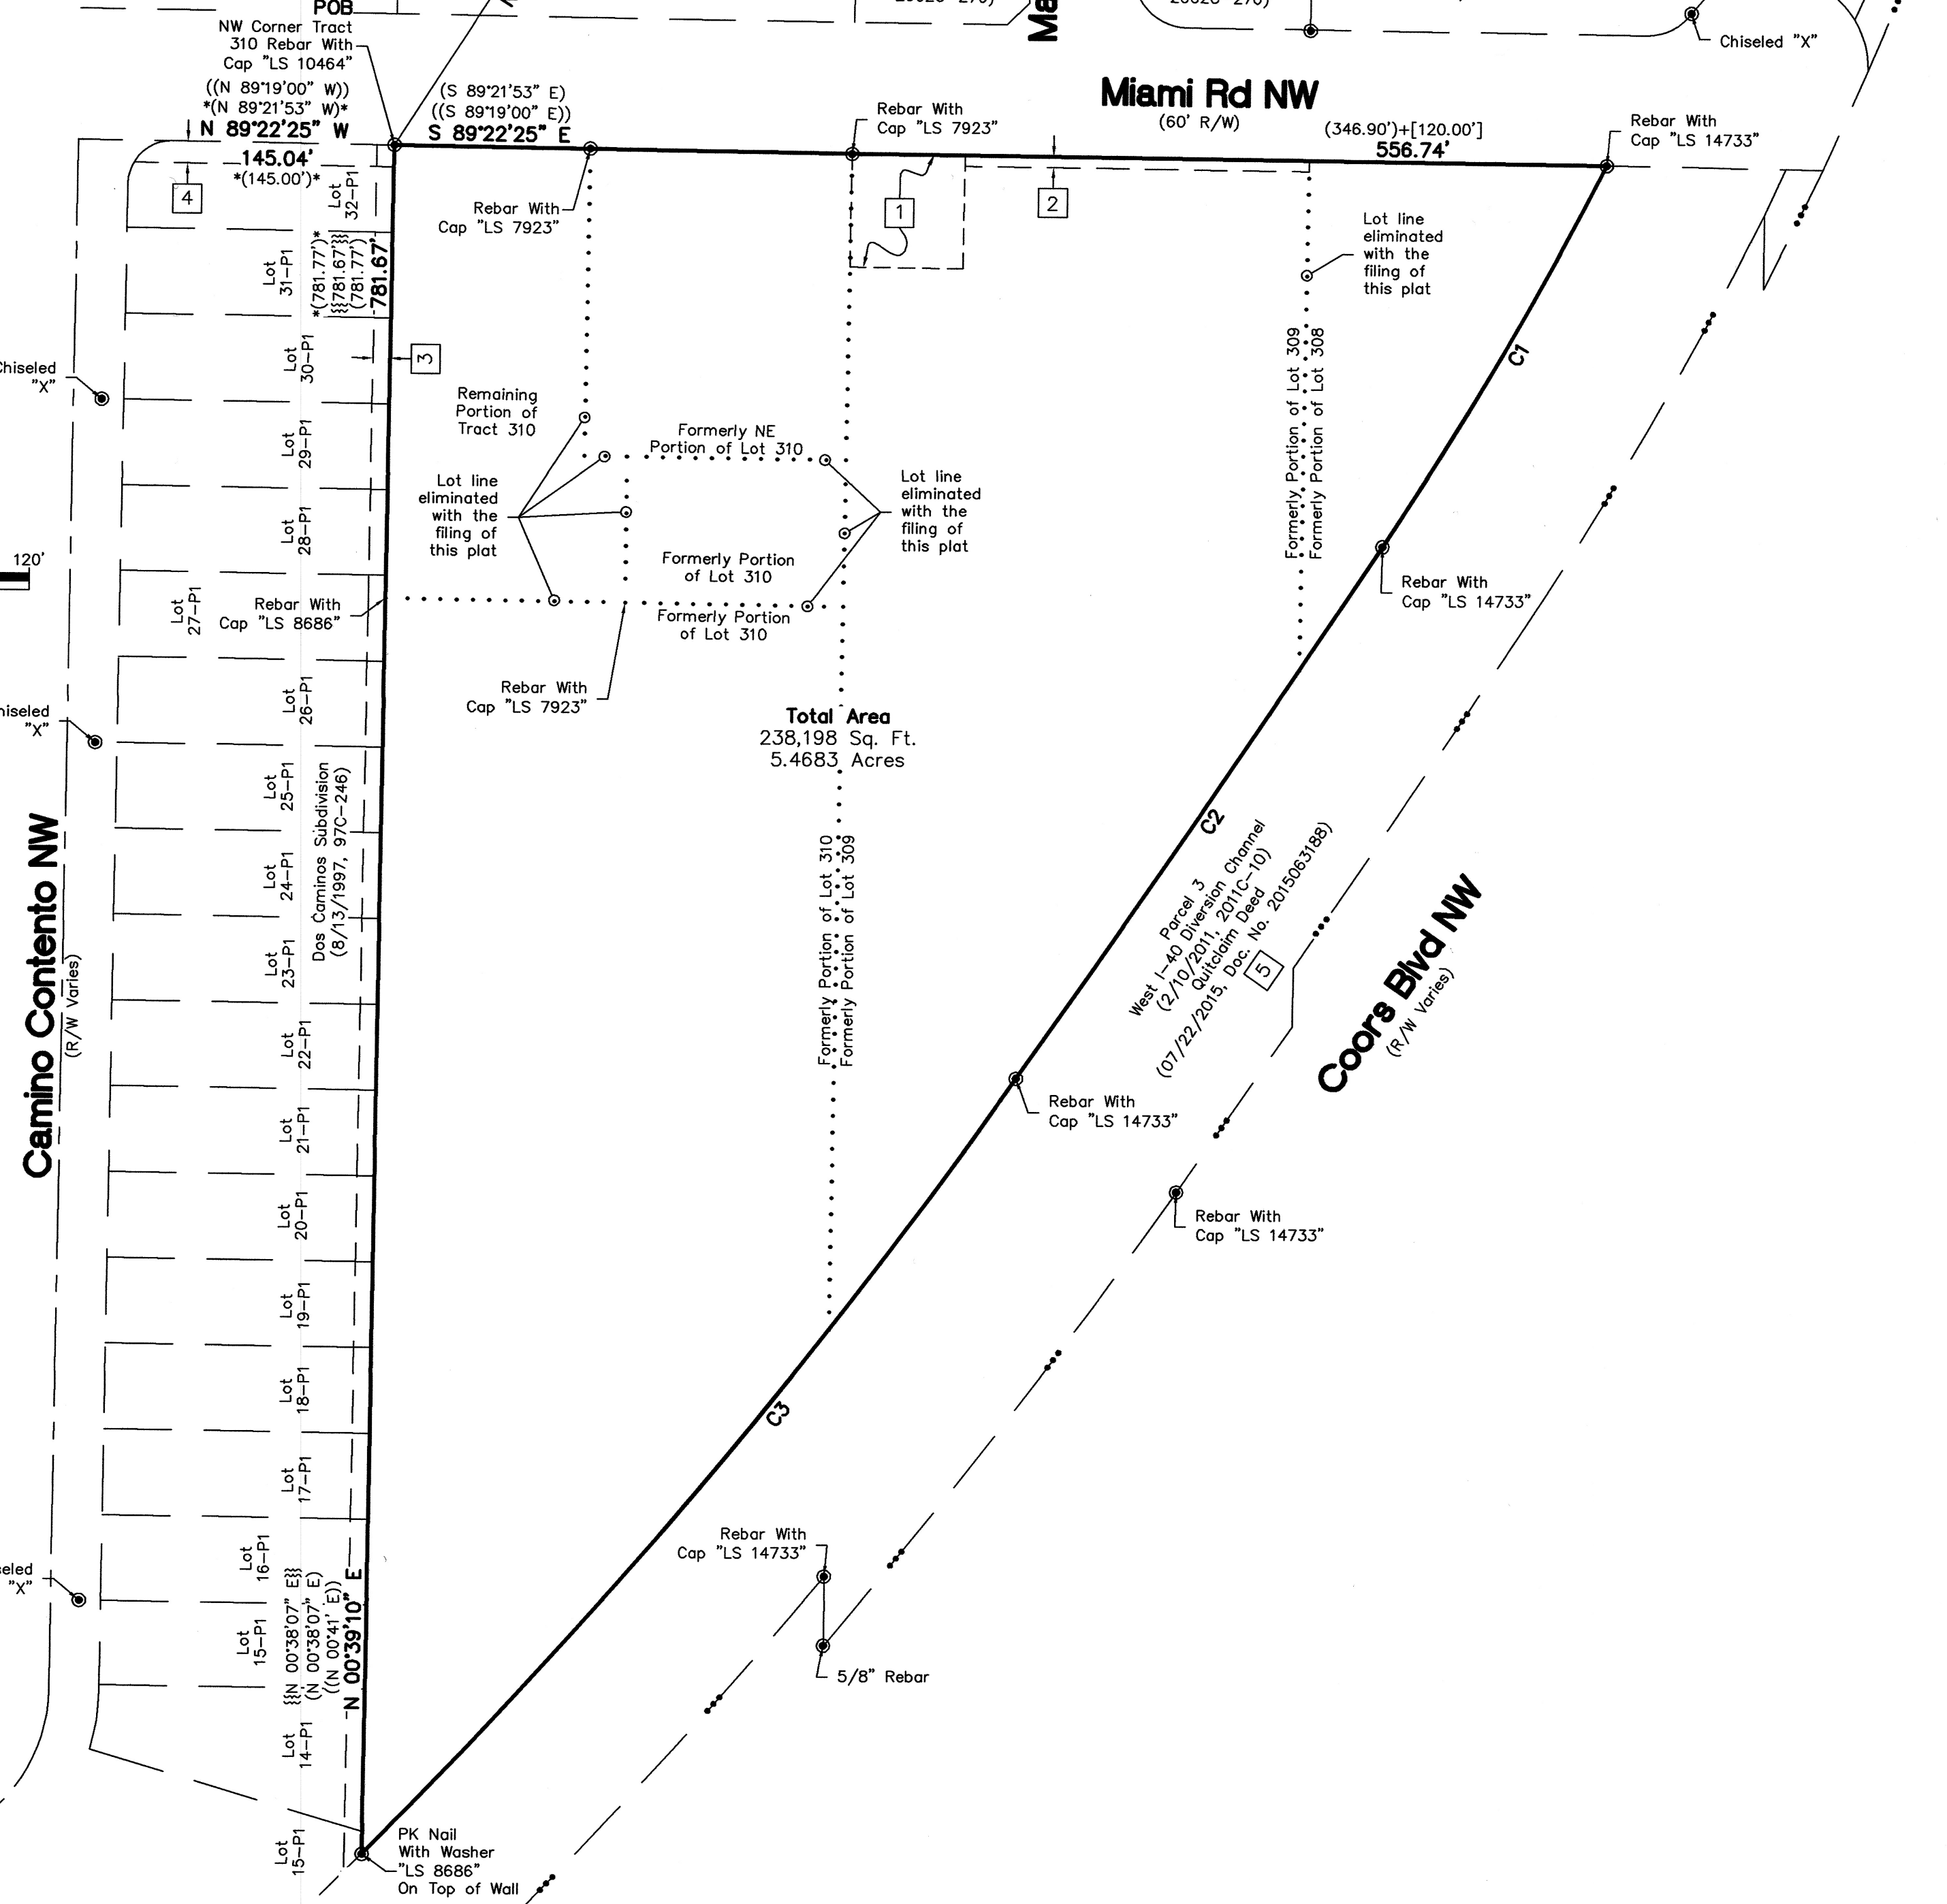 POB
NW Corner Tract
310 Rebar With
Cap "LS 10464"
((N 89°19'00" W))
*(N 89°21'53" W)*
N 89°22'25" W
145.04'
*(145.00')*
4
(S 89°21'53" E)
((S 89°19'00" E))
S 89°22'25" E
Rebar With
Cap "LS 7923"
Miami Rd NW
(60' R/W)
(346.90')+[120.00']
556.74'
Rebar With
Cap "LS 14733"
Chiseled "X"
Ma
Rebar With
Cap "LS 7923"
1
2
Lot line
eliminated
with the
filing of
this plat
Lot
32-P1
*(781.77')*
{{781.67'}}
(781.77')
781.67'
Lot
31-P1
Lot
30-P1
3
Chiseled
"X"
Lot
29-P1
Remaining
Portion of
Tract 310
Formerly NE
Portion of Lot 310
Lot line
eliminated
with the
filing of
this plat
Lot line
eliminated
with the
filing of
this plat
Formerly Portion of Lot 309
Formerly Portion of Lot 308
C1
Lot
28-P1
120'
Formerly Portion
of Lot 310
Formerly Portion
of Lot 310
Rebar With
Cap "LS 14733"
Lot
27-P1
Rebar With
Cap "LS 8686"
Rebar With
Cap "LS 7923"
Lot
26-P1
"X"
Total Area
238,198 Sq. Ft.
5.4683 Acres
Lot
25-P1
Dos Caminos Subdivision
(8/13/1997, 97C-246)
Lot
24-P1
Lot
23-P1
Formerly Portion of Lot 310
Formerly Portion of Lot 309
C2
Parcel 3
West I-40 Diversion Channel
(2/10/2011, 2011C-10)
Quitclaim Deed
(07/22/2015, Doc. No. 2015063188)
5
Coors Blvd NW
(R/W Varies)
Camino Contento NW
(R/W Varies)
Lot
22-P1
Lot
21-P1
Rebar With
Cap "LS 14733"
Lot
20-P1
Rebar With
Cap "LS 14733"
Lot
19-P1
Lot
18-P1
C3
Lot
17-P1
Rebar With
Cap "LS 14733"
"X"
Lot
16-P1
Lot
15-P1
{{N 00°38'07" E}}
(N 00°38'07" E)
((N 00°41' E))
N 00°39'10" E
5/8" Rebar
Lot
14-P1
Lot
15-P1
PK Nail
With Washer
"LS 8686"
On Top of Wall